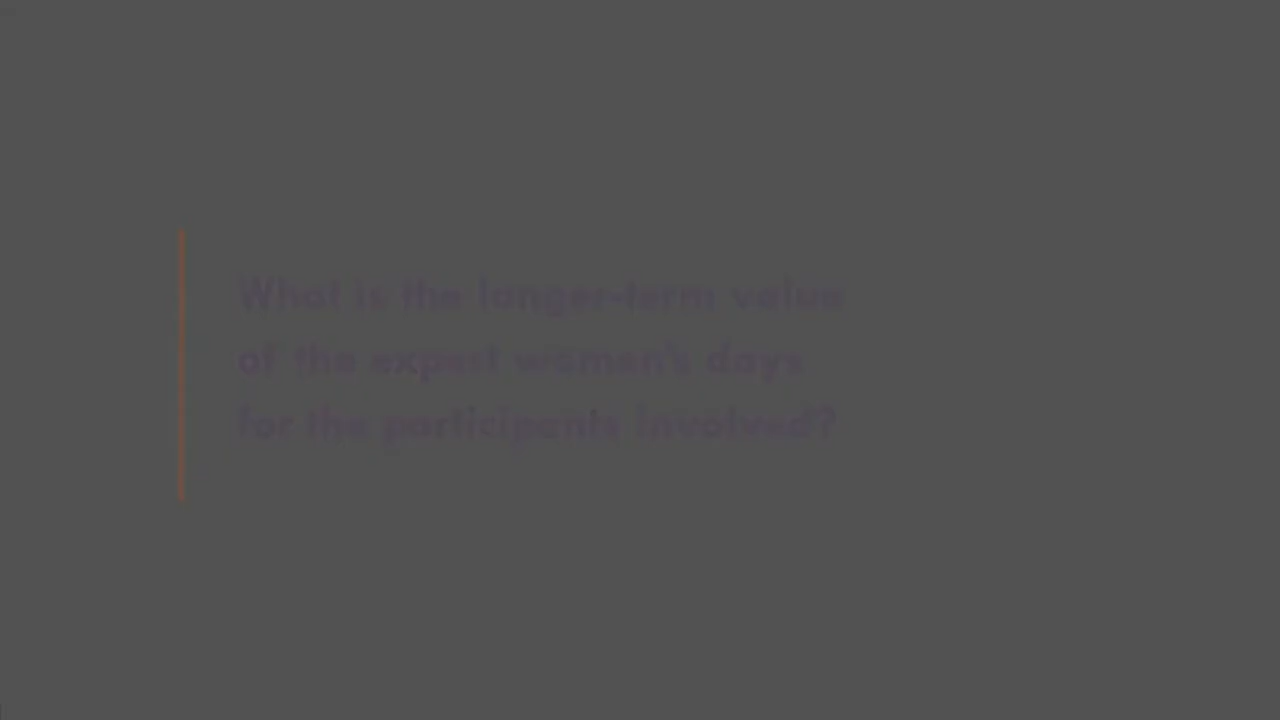 What is the longer-term value
of the expert women's days
for the participants involved?